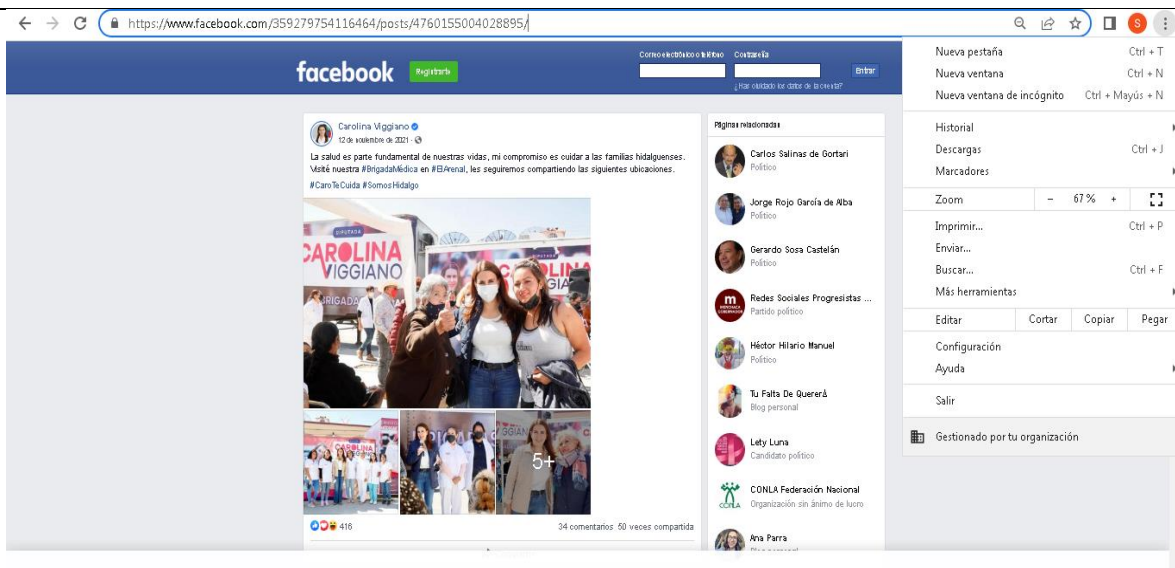 https://www.facebook.com/359279754116464/posts/4760155004028895/
S
facebook
Registrarte
Correo electrónico o teléfono
Contraseña
Entrar
¿Has olvidado los datos de la cuenta?
Carolina Viggiano
12 de noviembre de 2021
La salud es parte fundamental de nuestras vidas, mi compromiso es cuidar a las familias hidalguenses.
Visité nuestra #BrigadaMédica en #ElArenal, les seguiremos compartiendo las siguientes ubicaciones.
#CaroTeCuida #SomosHidalgo
DIPUTADA
CAROLINA
VIGGIANO
BRIGADA
5+
416
34 comentarios 50 veces compartida
Páginas relacionadas
Carlos Salinas de Gortari
Político
Jorge Rojo García de Alba
Político
Gerardo Sosa Castelán
Político
Redes Sociales Progresistas ...
Partido político
Héctor Hilario Manuel
Político
Tu Falta De Quererá
Blog personal
Lety Luna
Candidato político
CONLA Federación Nacional
Organización sin ánimo de lucro
Ana Parra
Nueva pestaña Ctrl + T
Nueva ventana Ctrl + N
Nueva ventana de incógnito Ctrl + Mayús + N
Historial
Descargas Ctrl + J
Marcadores
Zoom - 67 % +
Imprimir... Ctrl + P
Enviar...
Buscar... Ctrl + F
Más herramientas
Editar Cortar Copiar Pegar
Configuración
Ayuda
Salir
Gestionado por tu organización